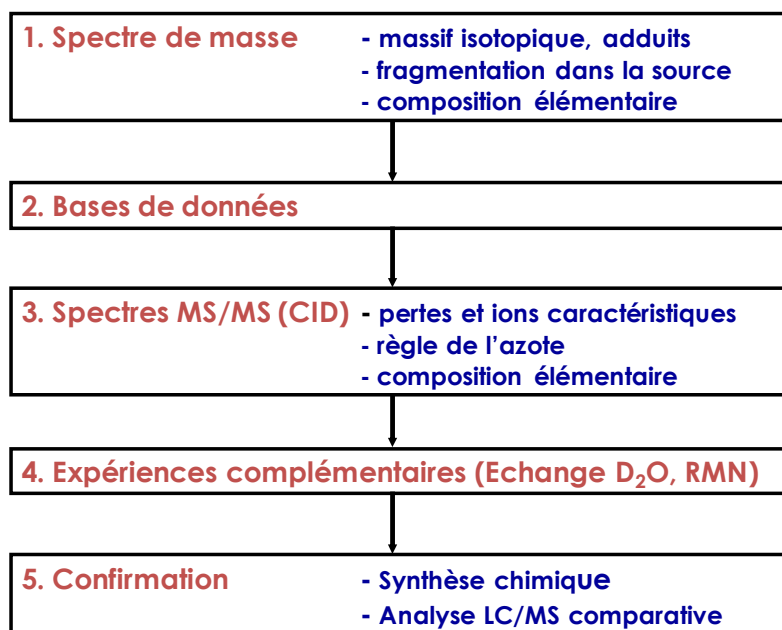 1. Spectre de masse - massif isotopique, adduits
- fragmentation dans la source
- composition élémentaire
2. Bases de données
3. Spectres MS/MS (CID) - pertes et ions caractéristiques
- règle de l'azote
- composition élémentaire
4. Expériences complémentaires (Echange D₂O, RMN)
5. Confirmation - Synthèse chimique
- Analyse LC/MS comparative